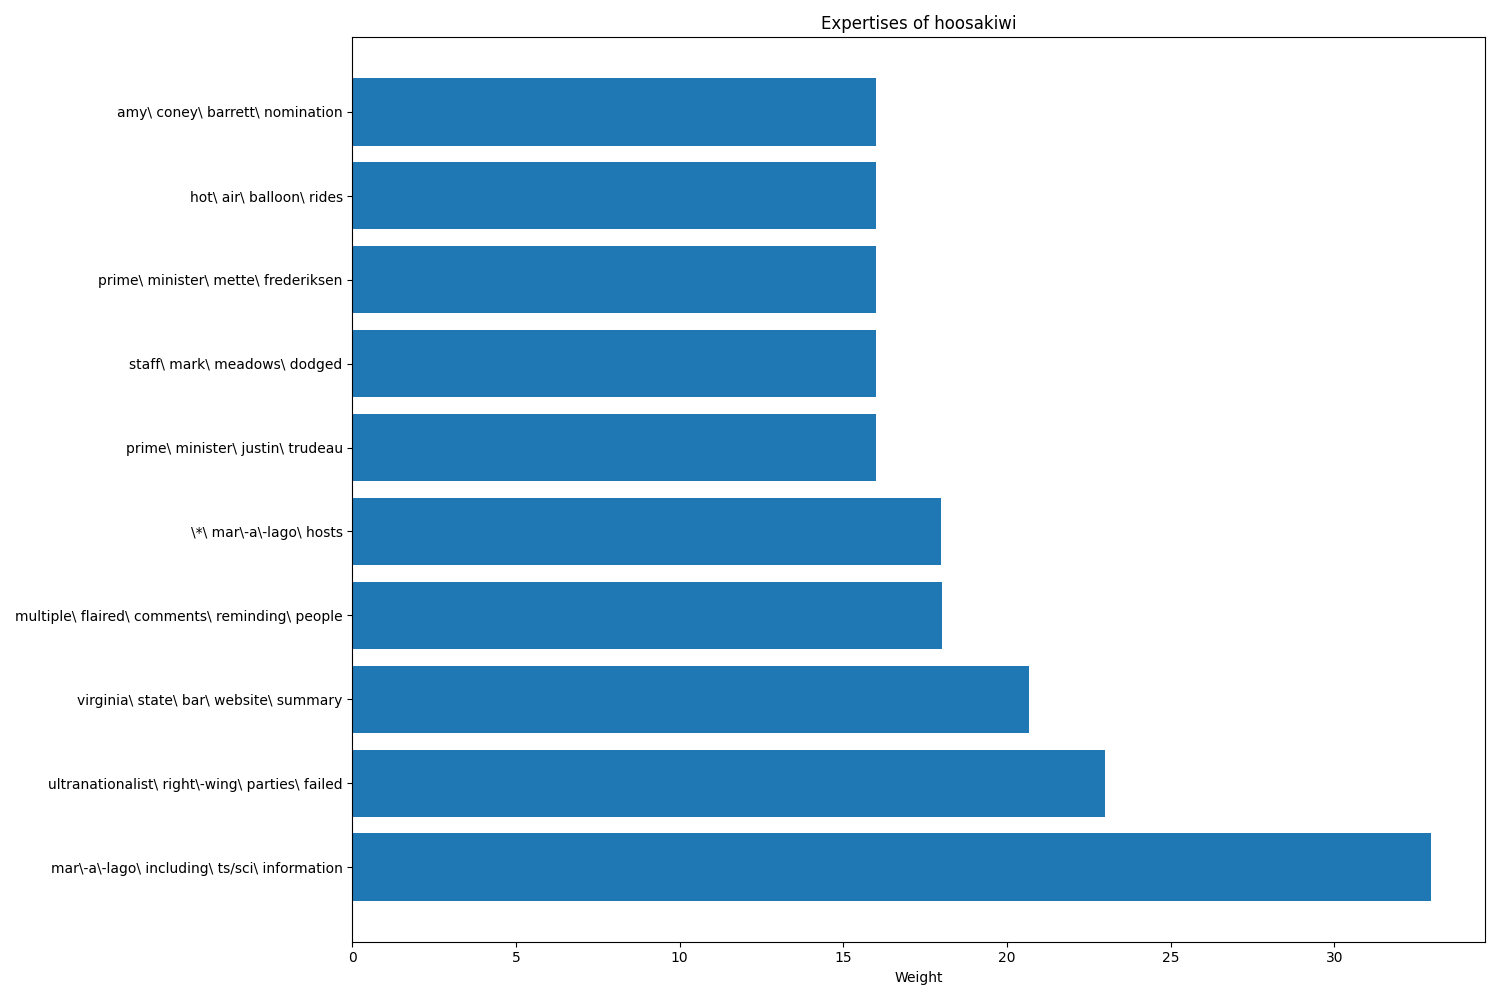 Expertises of hoosakiwi
amy\ coney\ barrett\ nomination
hot\ air\ balloon\ rides
prime\ minister\ mette\ frederiksen
staff\ mark\ meadows\ dodged
prime\ minister\ justin\ trudeau
\*\ mar\-a\-lago\ hosts
multiple\ flaired\ comments\ reminding\ people
virginia\ state\ bar\ website\ summary
ultranationalist\ right\-wing\ parties\ failed
mar\-a\-lago\ including\ ts/sci\ information
0 5 10 15 20 25 30
Weight